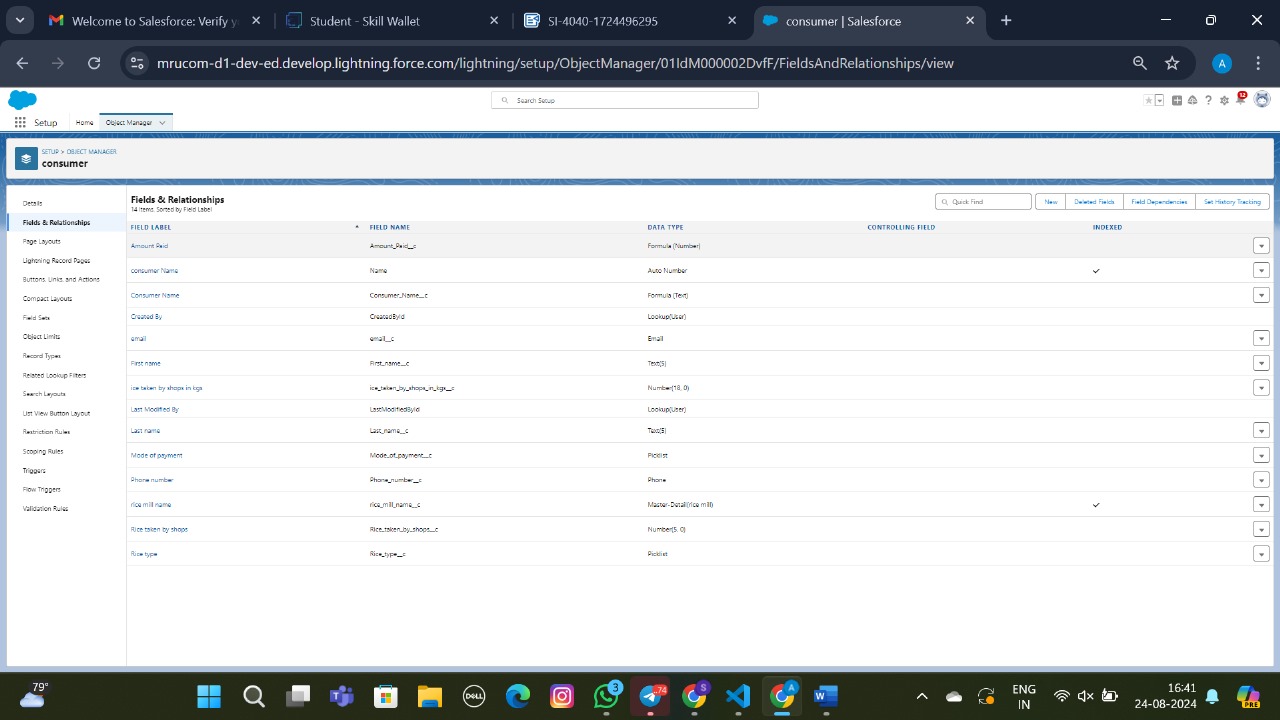 Welcome to Salesforce: Verify y
Student - Skill Wallet
SI-4040-1724496295
consumer | Salesforce
mrucom-d1-dev-ed.develop.lightning.force.com/lightning/setup/ObjectManager/01IdM000002DvfF/FieldsAndRelationships/view
A
Search Setup
12
Setup
Home
Object Manager
SETUP > OBJECT MANAGER
consumer
Details
Fields & Relationships
Page Layouts
Lightning Record Pages
Buttons, Links, and Actions
Compact Layouts
Field Sets
Object Limits
Record Types
Related Lookup Filters
Search Layouts
List View Button Layout
Restriction Rules
Scoping Rules
Triggers
Flow Triggers
Validation Rules
Fields & Relationships
14 Items, Sorted by Field Label
Quick Find
New
Deleted Fields
Field Dependencies
Set History Tracking
FIELD LABEL FIELD NAME DATA TYPE CONTROLLING FIELD INDEXED
Amount Paid Amount_Paid__c Formula (Number)
consumer Name Name Auto Number
Consumer Name Consumer_Name__c Formula (Text)
Created By CreatedById Lookup(User)
email email__c Email
First name First_name__c Text(5)
ice taken by shops in kgs ice_taken_by_shops_in_kgs__c Number(18, 0)
Last Modified By LastModifiedById Lookup(User)
Last name Last_name__c Text(5)
Mode of payment Mode_of_payment__c Picklist
Phone number Phone_number__c Phone
rice mill name rice_mill_name__c Master-Detail(rice mill)
Rice taken by shops Rice_taken_by_shops__c Number(5, 0)
Rice type Rice_type__c Picklist
79°
DELL
3
74
S
A
W
ENG
IN
16:41
24-08-2024
PRE